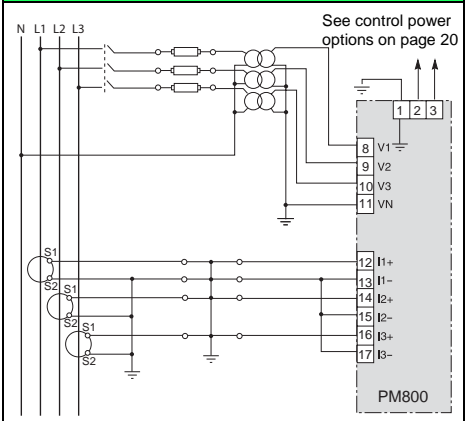 See control power
options on page 20
N L1 L2 L3
1 2 3
8 V1
9 V2
10 V3
11 VN
S1
S2
S1
S2
S1
S2
12 I1+
13 I1–
14 I2+
15 I2–
16 I3+
17 I3–
PM800